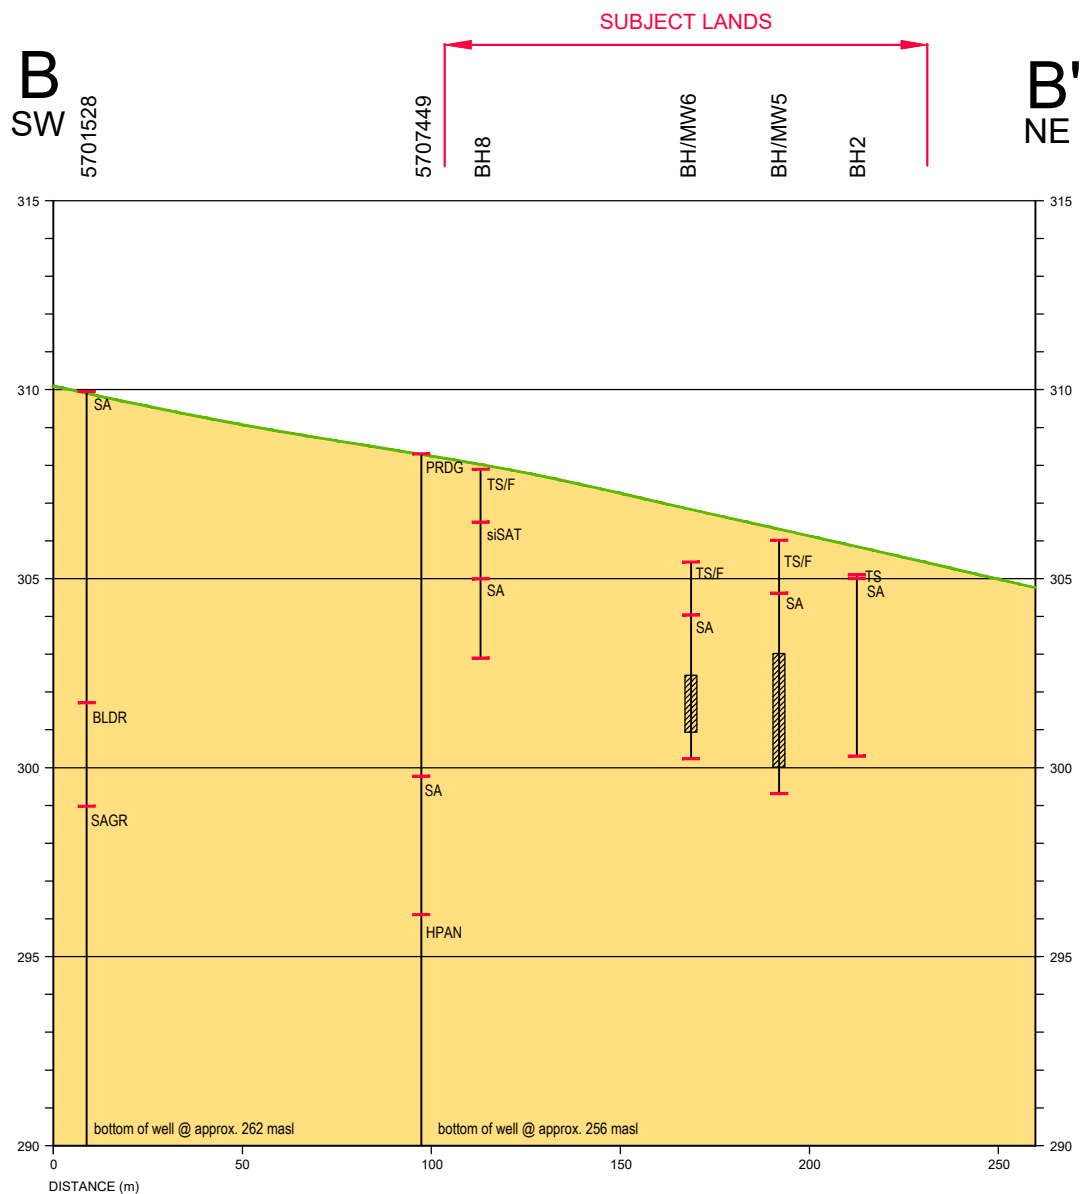 SUBJECT LANDS
B
SW
5701528
5707449
BH8
BH/MW6
BH/MW5
BH2
B'
NE
315
315
310
310
SA
PRDG
TS/F
siSAT
305
TS/F
TS/F
TS
305
SA
SA
SA
SA
BLDR
300
300
SA
SAGR
HPAN
295
295
bottom of well @ approx. 262 masl
bottom of well @ approx. 256 masl
290
290
0
50
100
150
200
250
DISTANCE (m)